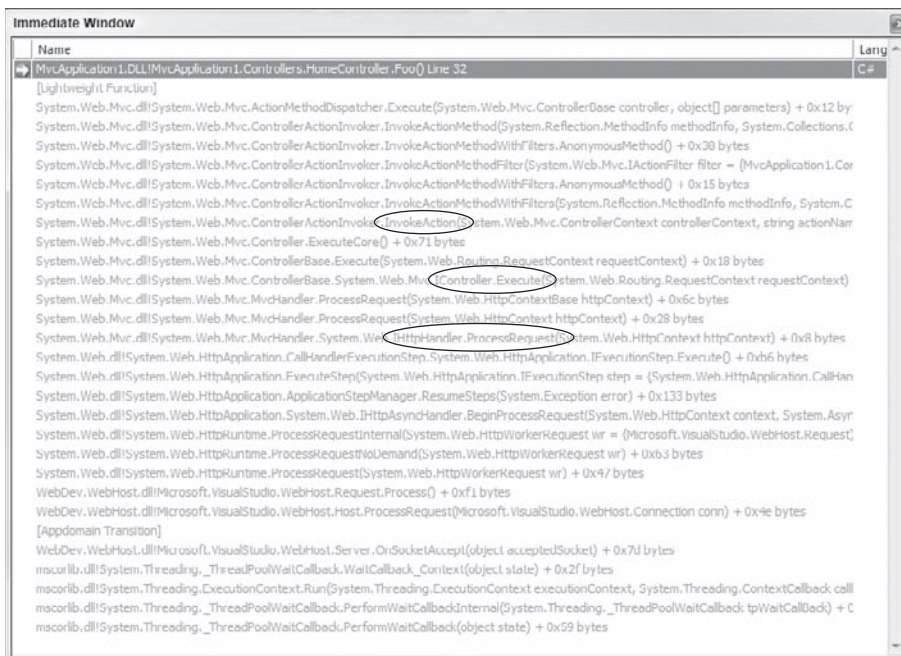 Immediate Window
Name Lang
MvcApplication1.DLL!MvcApplication1.Controllers.HomeController.Foo() Line 32 C#
[Lightweight Function]
System.Web.Mvc.dll!System.Web.Mvc.ActionMethodDispatcher.Execute(System.Web.Mvc.ControllerBase controller, object[] parameters) + 0x12 by
System.Web.Mvc.dll!System.Web.Mvc.ControllerActionInvoker.InvokeActionMethod(System.Reflection.MethodInfo methodInfo, System.Collections.G
System.Web.Mvc.dll!System.Web.Mvc.ControllerActionInvoker.InvokeActionMethodWithFilters.AnonymousMethod() + 0x38 bytes
System.Web.Mvc.dll!System.Web.Mvc.ControllerActionInvoker.InvokeActionMethodFilter(System.Web.Mvc.IActionFilter filter = {MvcApplication1.Cor
System.Web.Mvc.dll!System.Web.Mvc.ControllerActionInvoker.InvokeActionMethodWithFilters.AnonymousMethod() + 0x15 bytes
System.Web.Mvc.dll!System.Web.Mvc.ControllerActionInvoker.InvokeActionMethodWithFilters(System.Reflection.MethodInfo methodInfo, System.C
System.Web.Mvc.dll!System.Web.Mvc.ControllerActionInvoker.InvokeAction(System.Web.Mvc.ControllerContext controllerContext, string actionNam
System.Web.Mvc.dll!System.Web.Mvc.Controller.ExecuteCore() + 0x71 bytes
System.Web.Mvc.dll!System.Web.Mvc.ControllerBase.Execute(System.Web.Routing.RequestContext requestContext) + 0x18 bytes
System.Web.Mvc.dll!System.Web.Mvc.ControllerBase.System.Web.Mvc.IController.Execute(System.Web.Routing.RequestContext requestContext)
System.Web.Mvc.dll!System.Web.Mvc.MvcHandler.ProcessRequest(System.Web.HttpContextBase httpContext) + 0x6c bytes
System.Web.Mvc.dll!System.Web.Mvc.MvcHandler.ProcessRequest(System.Web.HttpContext httpContext) + 0x28 bytes
System.Web.Mvc.dll!System.Web.Mvc.MvcHandler.System.Web.IHttpHandler.ProcessRequest(System.Web.HttpContext httpContext) + 0x8 bytes
System.Web.dll!System.Web.HttpApplication.CallHandlerExecutionStep.System.Web.HttpApplication.IExecutionStep.Execute() + 0xb6 bytes
System.Web.dll!System.Web.HttpApplication.ExecuteStep(System.Web.HttpApplication.IExecutionStep step = {System.Web.HttpApplication.CallHan
System.Web.dll!System.Web.HttpApplication.ApplicationStepManager.ResumeSteps(System.Exception error) + 0x133 bytes
System.Web.dll!System.Web.HttpApplication.System.Web.IHttpAsyncHandler.BeginProcessRequest(System.Web.HttpContext context, System.Asyr
System.Web.dll!System.Web.HttpRuntime.ProcessRequestInternal(System.Web.HttpWorkerRequest wr = {Microsoft.VisualStudio.WebHost.Request}
System.Web.dll!System.Web.HttpRuntime.ProcessRequestNoDemand(System.Web.HttpWorkerRequest wr) + 0x63 bytes
System.Web.dll!System.Web.HttpRuntime.ProcessRequest(System.Web.HttpWorkerRequest wr) + 0x47 bytes
WebDev.WebHost.dll!Microsoft.VisualStudio.WebHost.Request.Process() + 0xf1 bytes
WebDev.WebHost.dll!Microsoft.VisualStudio.WebHost.Host.ProcessRequest(Microsoft.VisualStudio.WebHost.Connection conn) + 0x4e bytes
[Appdomain Transition]
WebDev.WebHost.dll!Microsoft.VisualStudio.WebHost.Server.OnSocketAccept(object acceptedSocket) + 0x7d bytes
mscorlib.dll!System.Threading._ThreadPoolWaitCallback.WaitCallback_Context(object state) + 0x2f bytes
mscorlib.dll!System.Threading.ExecutionContext.Run(System.Threading.ExecutionContext executionContext, System.Threading.ContextCallback call
mscorlib.dll!System.Threading._ThreadPoolWaitCallback.PerformWaitCallbackInternal(System.Threading._ThreadPoolWaitCallback tpWaitCallBack) + 0
mscorlib.dll!System.Threading._ThreadPoolWaitCallback.PerformWaitCallback(object state) + 0x59 bytes